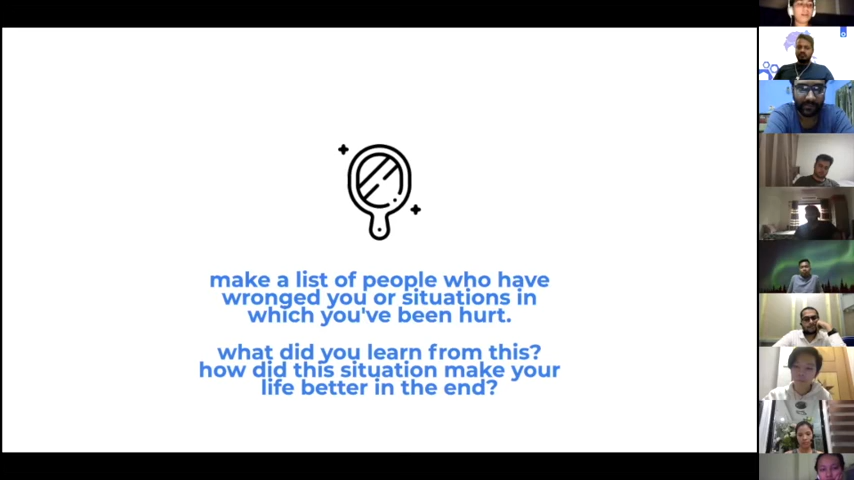 make a list of people who have
wronged you or situations in
which you've been hurt.
what did you learn from this?
how did this situation make your
life better in the end?